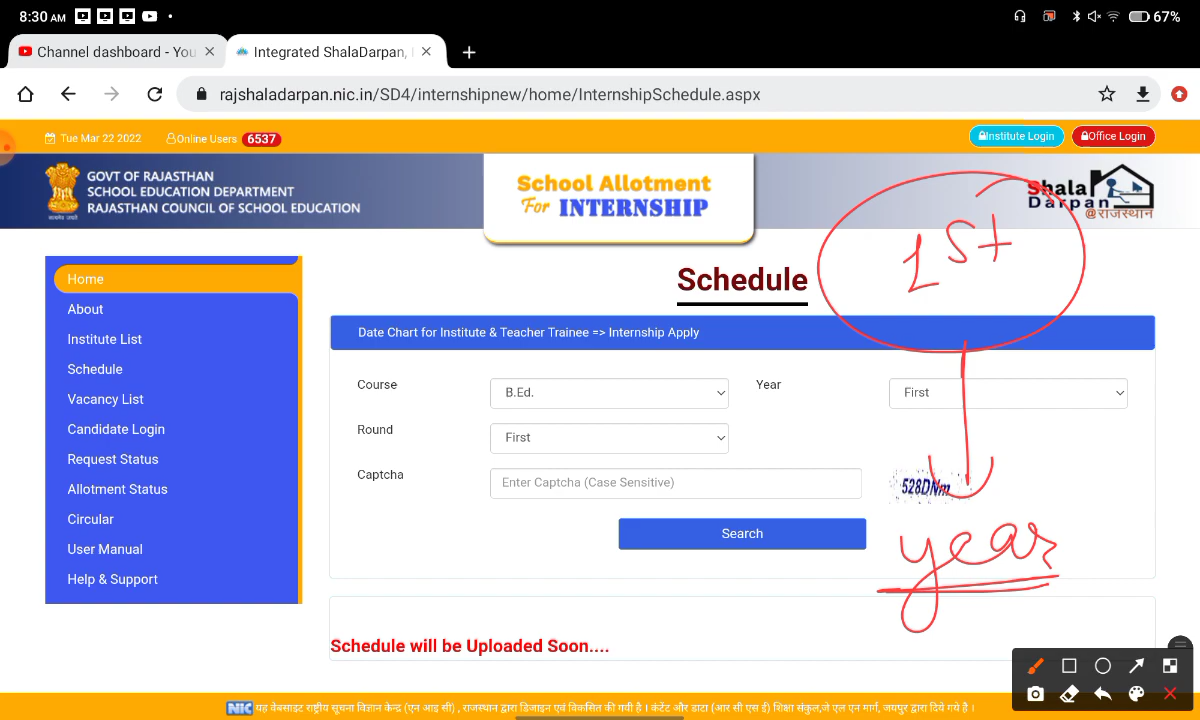 8:30 AM
67%
Channel dashboard - You
Integrated ShalaDarpan,
rajshaladarpan.nic.in/SD4/internshipnew/home/InternshipSchedule.aspx
Tue Mar 22 2022
Online Users 6537
Institute Login
Office Login
GOVT OF RAJASTHAN
SCHOOL EDUCATION DEPARTMENT
RAJASTHAN COUNCIL OF SCHOOL EDUCATION
School Allotment
For INTERNSHIP
Shala
Darpan
@राजस्थान
1st
Home
About
Institute List
Schedule
Vacancy List
Candidate Login
Request Status
Allotment Status
Circular
User Manual
Help & Support
Schedule
Date Chart for Institute & Teacher Trainee => Internship Apply
Course
B.Ed.
Year
First
Round
First
Captcha
Enter Captcha (Case Sensitive)
528DNm
Search
year
Schedule will be Uploaded Soon....
NIC यह वेबसाइट राष्ट्रीय सूचना विज्ञान केन्द्र (एन आइ सी) , राजस्थान द्वारा डिजाइन एवं विकसित की गयी है । कंटेंट और डाटा (आर सी एस ई) शिक्षा संकुल,जे एल एन मार्ग, जयपुर द्वारा दिये गये है ।